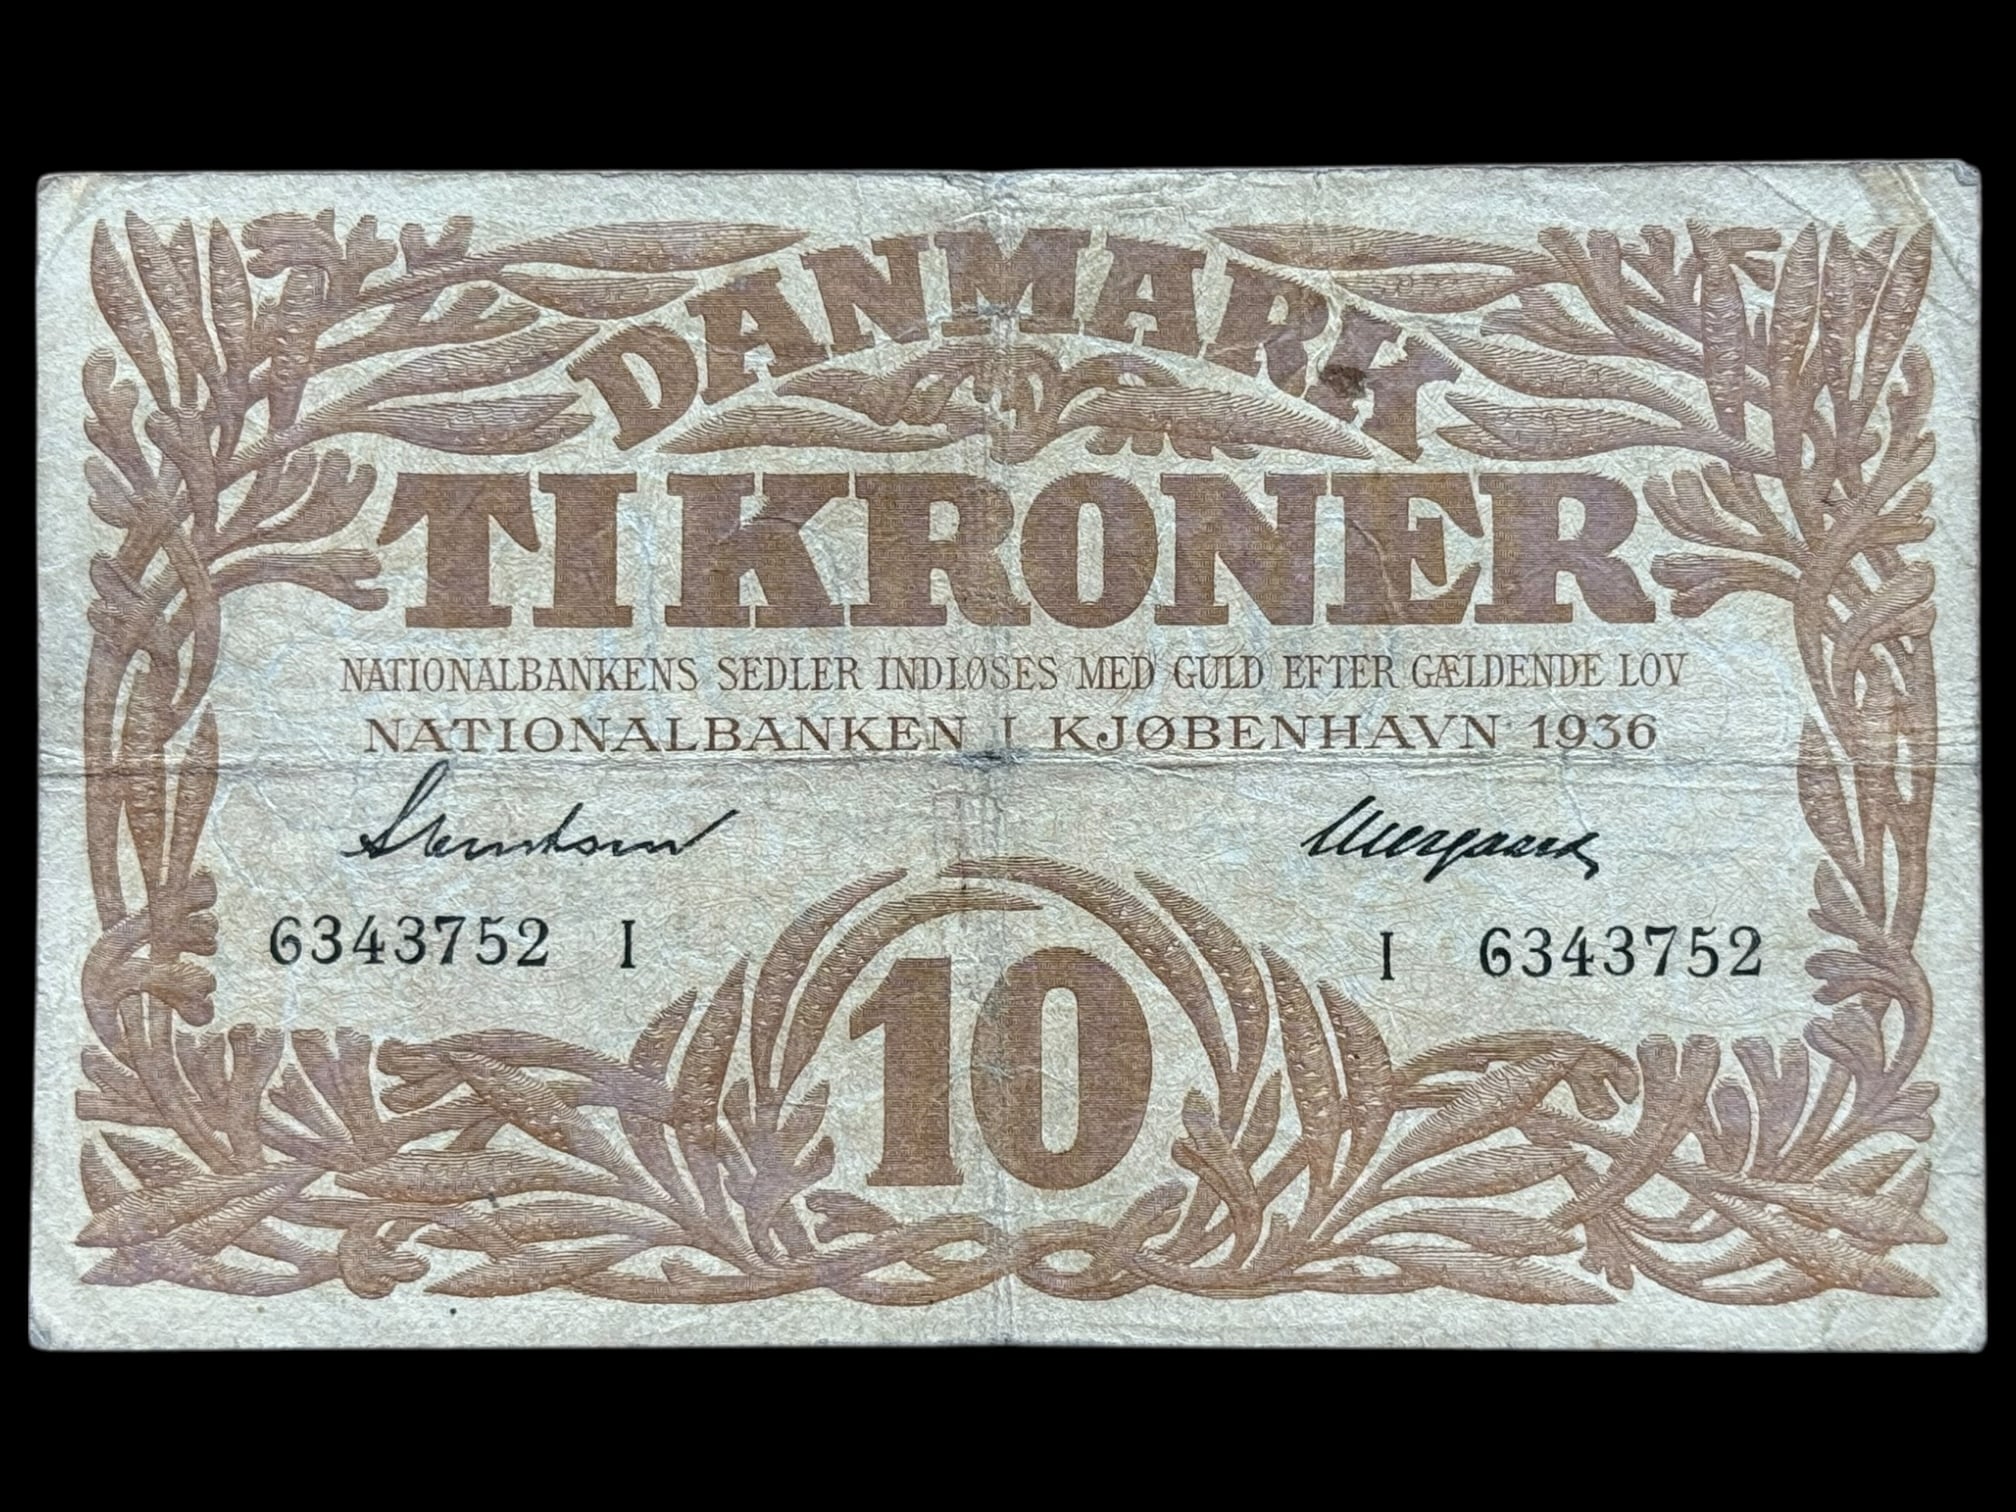 DANMARK
TI KRONER
NATIONALBANKENS SEDLER INDLØSES MED GULD EFTER GÆLDENDE LOV
NATIONALBANKEN I KJØBENHAVN 1936
6343752 I I 6343752
10